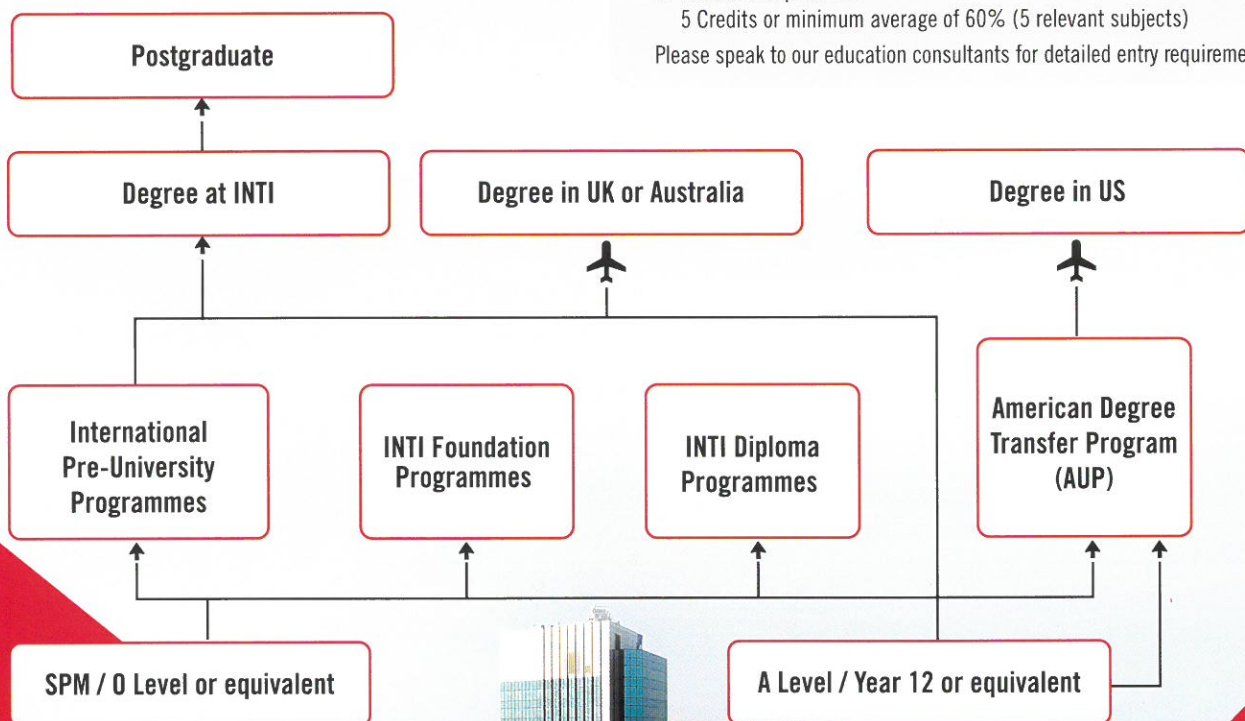 5 Credits or minimum average of 60% (5 relevant subjects)
Please speak to our education consultants for detailed entry
Postgraduate
Degree at INTI
Degree in UK or Australia
Degree in US
International
Pre-University
Programmes
INTI Foundation
Programmes
INTI Diploma
Programmes
American Degree
Transfer Program
(AUP)
SPM / O Level or equivalent
A Level / Year 12 or equivalent